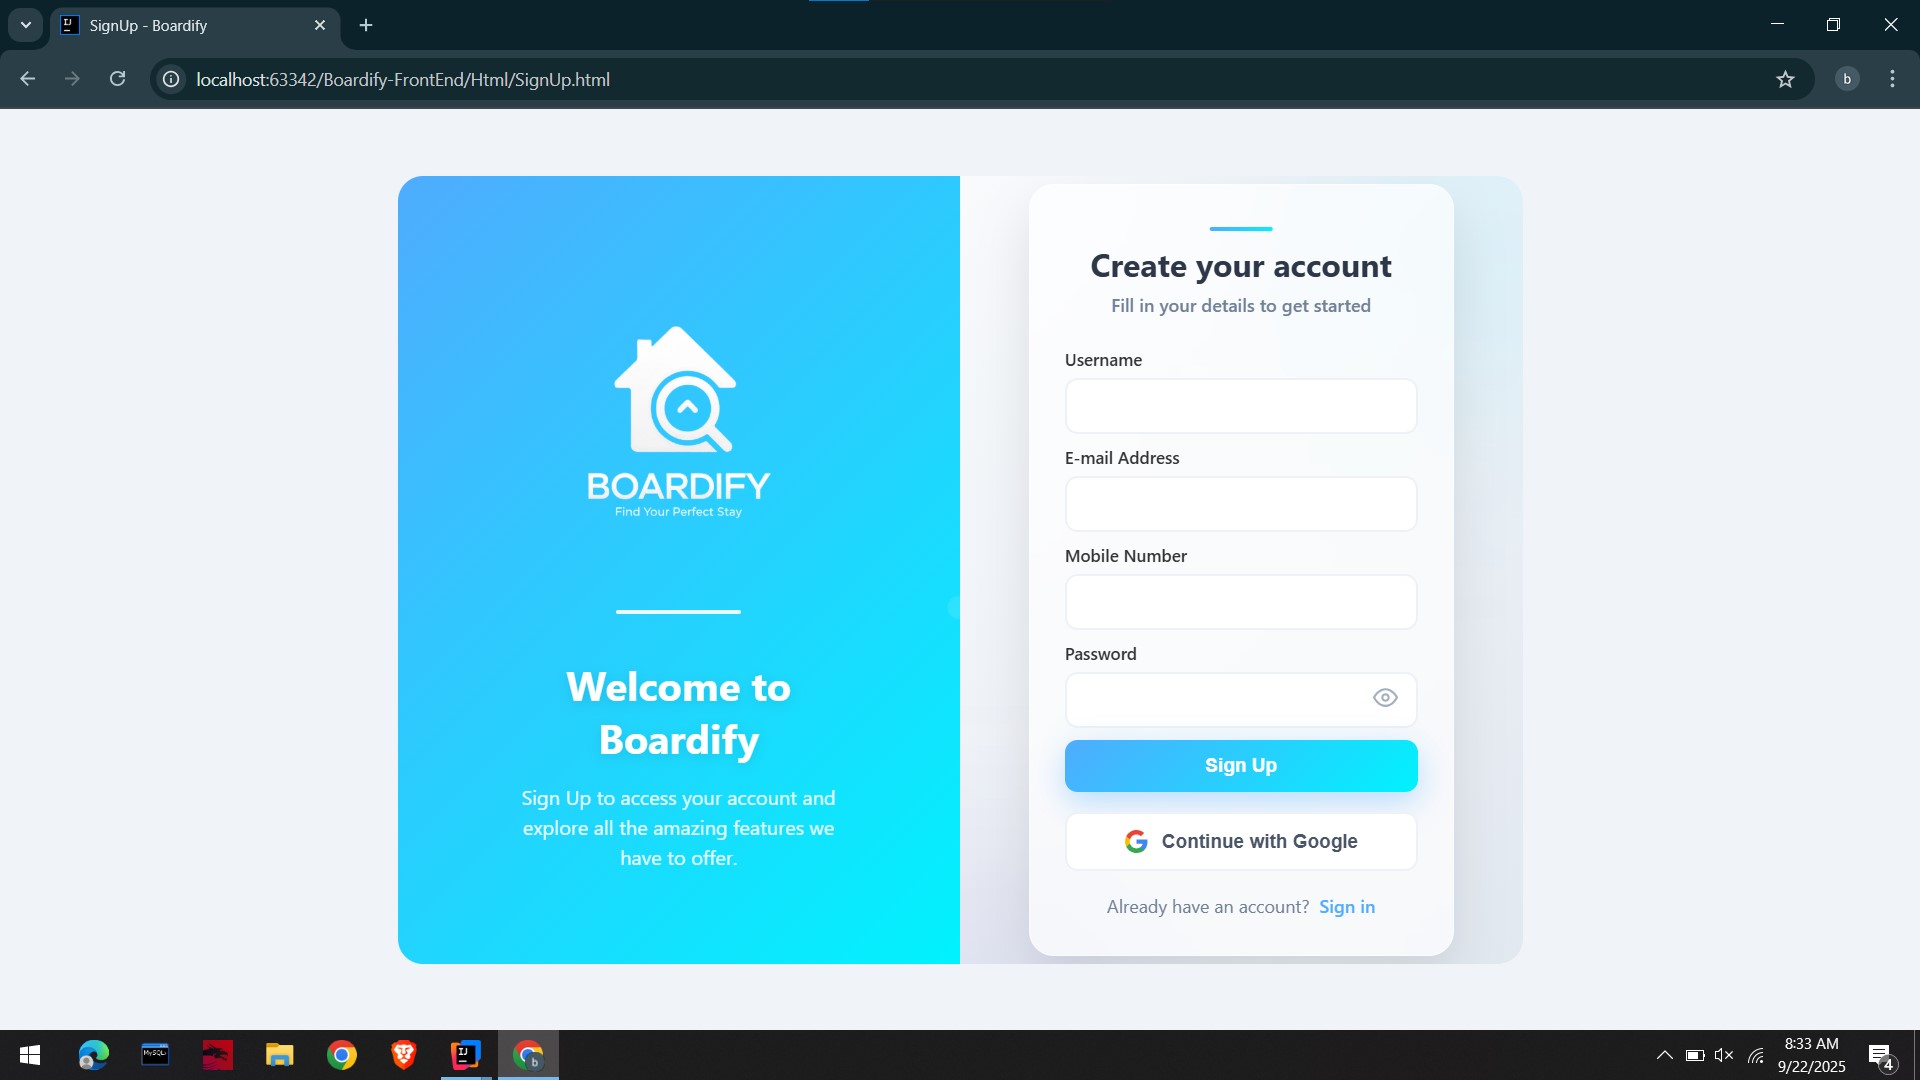 SignUp - Boardify
localhost:63342/Boardify-FrontEnd/Html/SignUp.html
b
BOARDIFY
Find Your Perfect Stay
Welcome to
Boardify
Sign Up to access your account and
explore all the amazing features we
have to offer.
Create your account
Fill in your details to get started
Username
E-mail Address
Mobile Number
Password
Sign Up
Continue with Google
Already have an account? Sign in
MySQL
IJ
b
8:33 AM
9/22/2025
4